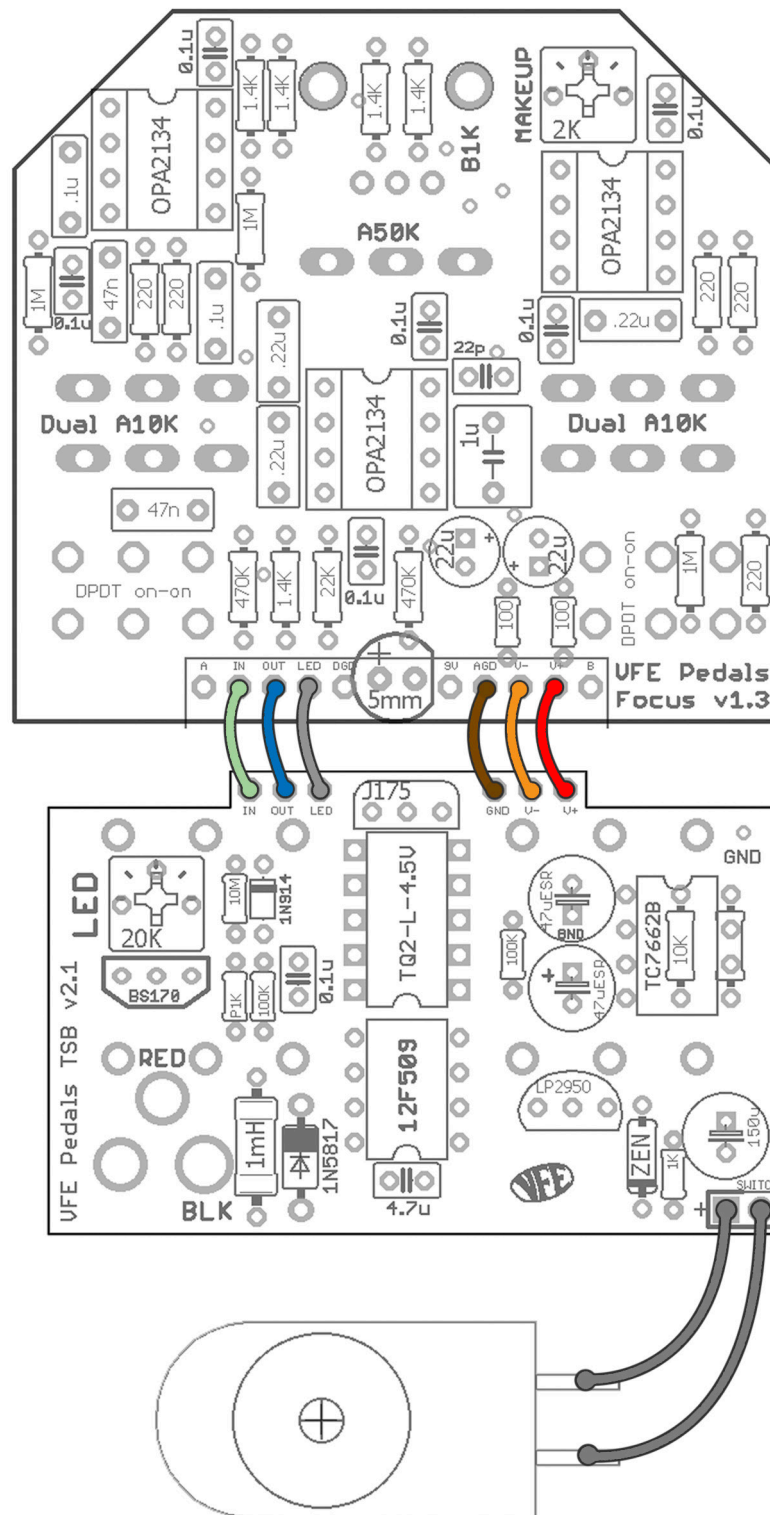 0.1u
1.4K
1.4K
1.4K
1.4K
B1K
MAKEUP
2K
0.1u
OPA2134
.1u
1M
A50K
OPA2134
1M
0.1u
47n
220
220
.1u
.22u
0.1u
22p
0.1u
.22u
220
220
Dual A10K
.22u
OPA2134
1u
Dual A10K
47n
DPDT on-on
470K
1.4K
22K
0.1u
470K
22u
+
+
22u
100
100
DPDT on-on
1M
220
A
IN
OUT
LED
DGD
+
5mm
9V
AGD
V-
V+
B
VFE Pedals
Focus v1.3
IN
OUT
LED
J175
GND
V-
V+
GND
LED
20K
10M
1N914
TQ2-L-4.5V
47uESR
GND
100K
+
47uESR
TC7662B
10K
BS170
P1K
100K
0.1u
VFE Pedals TSB v2.1
RED
BLK
1mH
1N5817
12F509
4.7u
LP2950
VFE
ZEN
1K
150u
SWITC
+